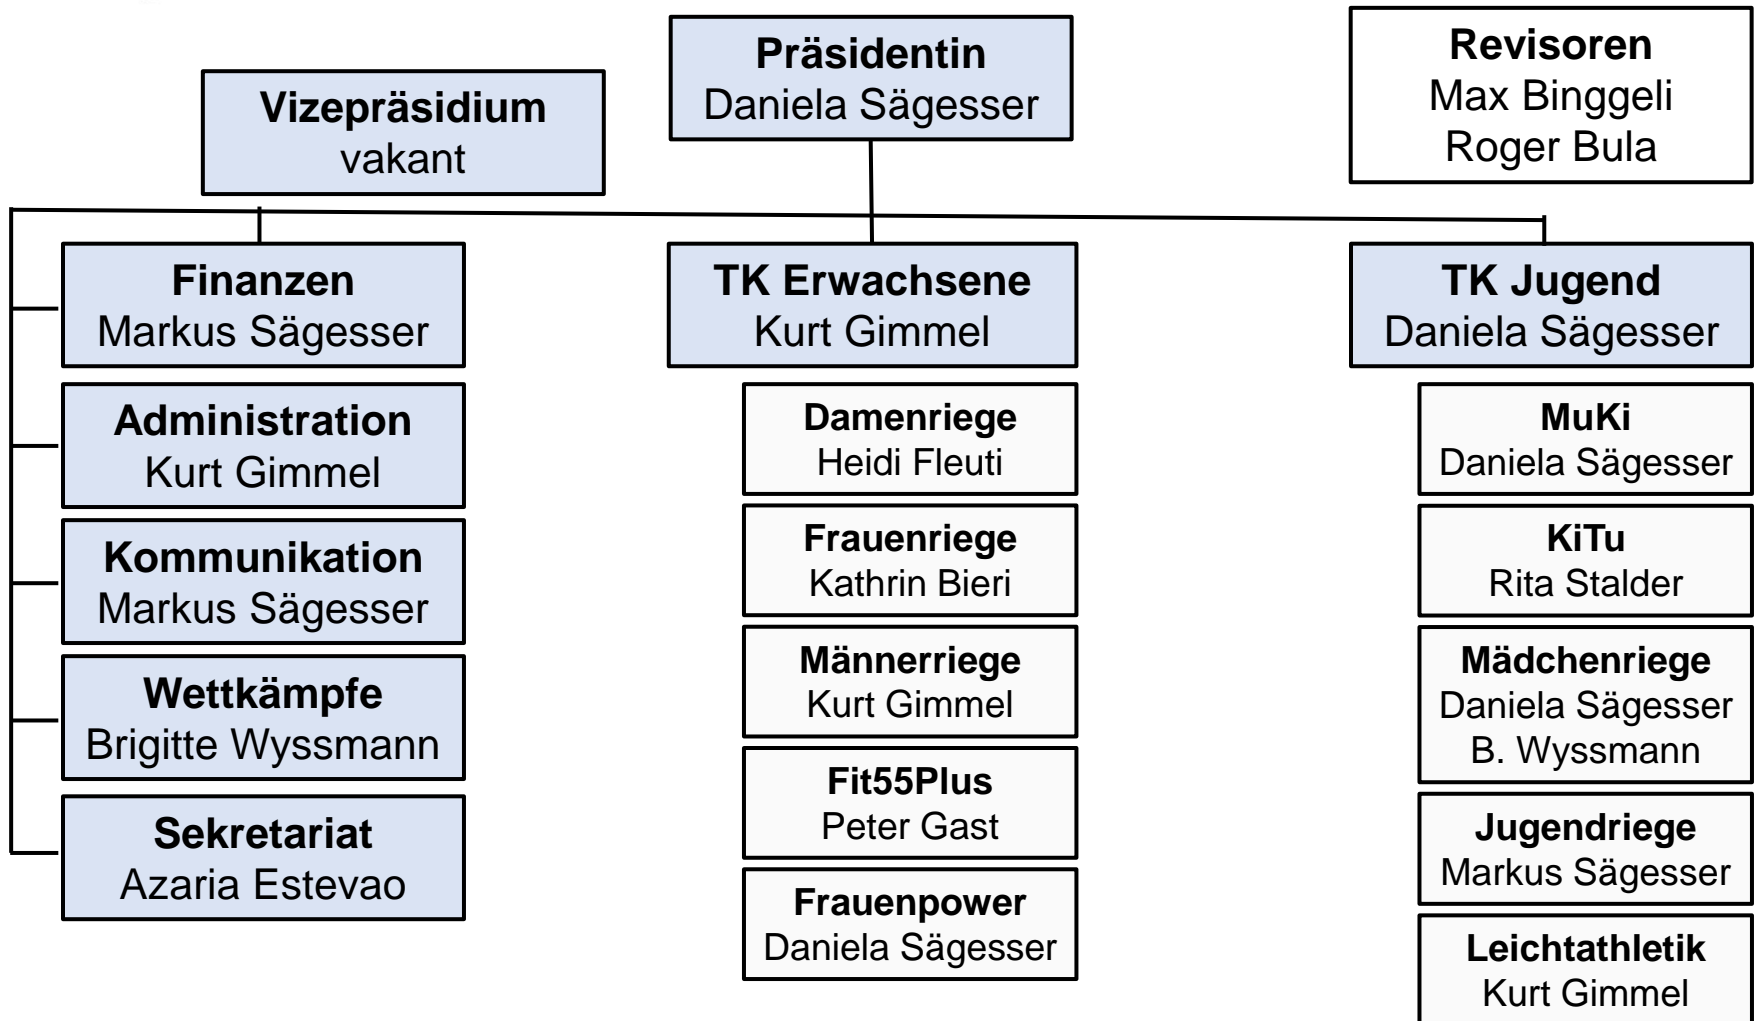 Präsidentin
Daniela Sägesser
Vizepräsidium
vakant
Revisoren
Max Binggeli
Roger Bula
Finanzen
Markus Sägesser
Administration
Kurt Gimmel
Kommunikation
Markus Sägesser
Wettkämpfe
Brigitte Wyssmann
Sekretariat
Azaria Estevao
TK Erwachsene
Kurt Gimmel
Damenriege
Heidi Fleuti
Frauenriege
Kathrin Bieri
Männerriege
Kurt Gimmel
Fit55Plus
Peter Gast
Frauenpower
Daniela Sägesser
TK Jugend
Daniela Sägesser
MuKi
Daniela Sägesser
KiTu
Rita Stalder
Mädchenriege
Daniela Sägesser
B. Wyssmann
Jugendriege
Markus Sägesser
Leichtathletik
Kurt Gimmel